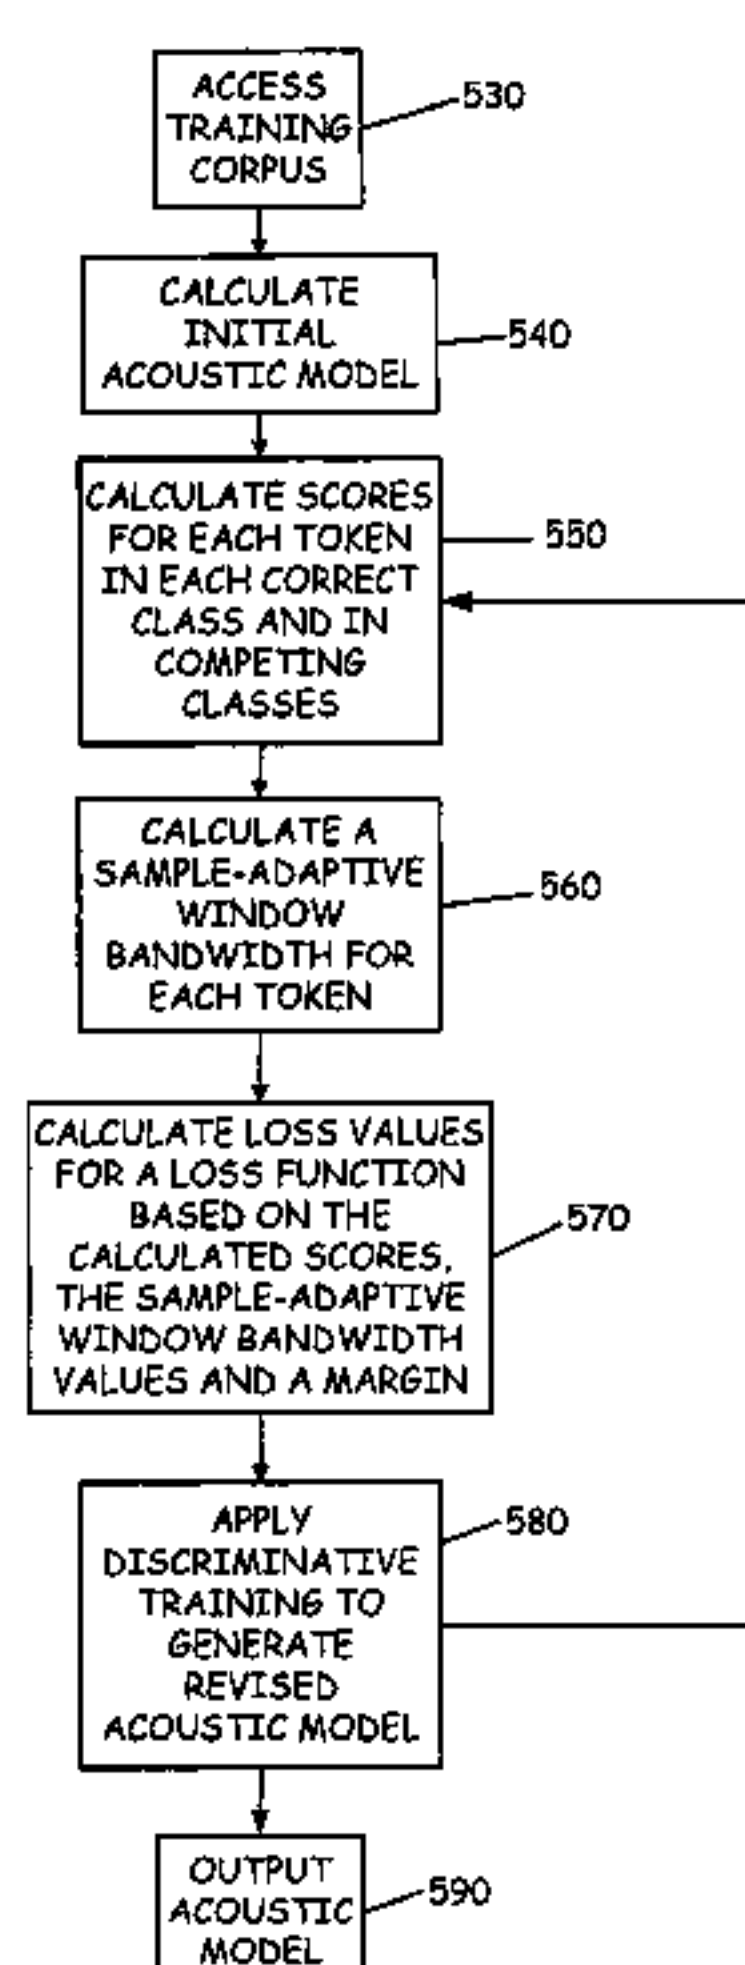 ACCESS
TRAINING
CORPUS
530
CALCULATE
INITIAL
ACOUSTIC MODEL
540
CALCULATE SCORES
FOR EACH TOKEN
IN EACH CORRECT
CLASS AND IN
COMPETING
CLASSES
550
CALCULATE A
SAMPLE-ADAPTIVE
WINDOW
BANDWIDTH FOR
EACH TOKEN
560
CALCULATE LOSS VALUES
FOR A LOSS FUNCTION
BASED ON THE
CALCULATED SCORES,
THE SAMPLE-ADAPTIVE
WINDOW BANDWIDTH
VALUES AND A MARGIN
570
APPLY
DISCRIMINATIVE
TRAINING TO
GENERATE
REVISED
ACOUSTIC MODEL
580
OUTPUT
ACOUSTIC
MODEL
590